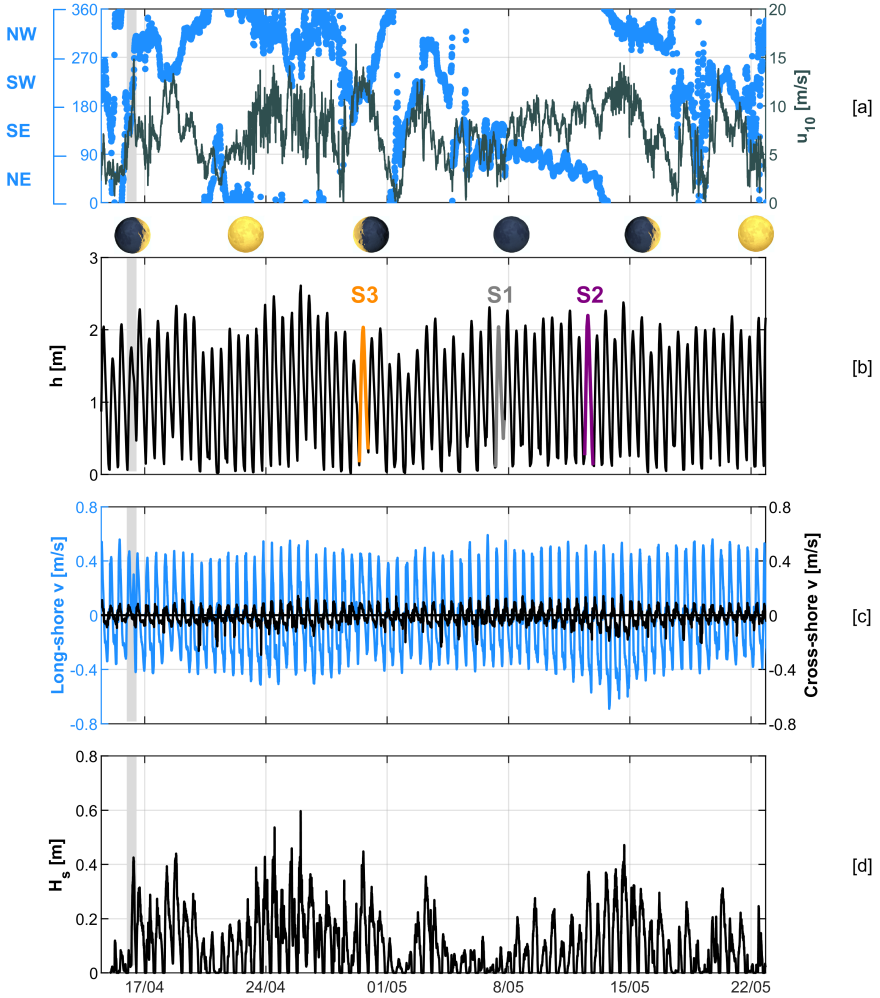 360
270
180
90
0
NW
SW
SE
NE
20
15
10
5
0
u10 [m/s]
[a]
3
2
1
0
h [m]
S3
S1
S2
[b]
0.8
0.4
0
-0.4
-0.8
Long-shore v [m/s]
0.8
0.4
0
-0.4
-0.8
Cross-shore v [m/s]
[c]
0.8
0.6
0.4
0.2
0
Hs [m]
[d]
17/04
24/04
01/05
8/05
15/05
22/05